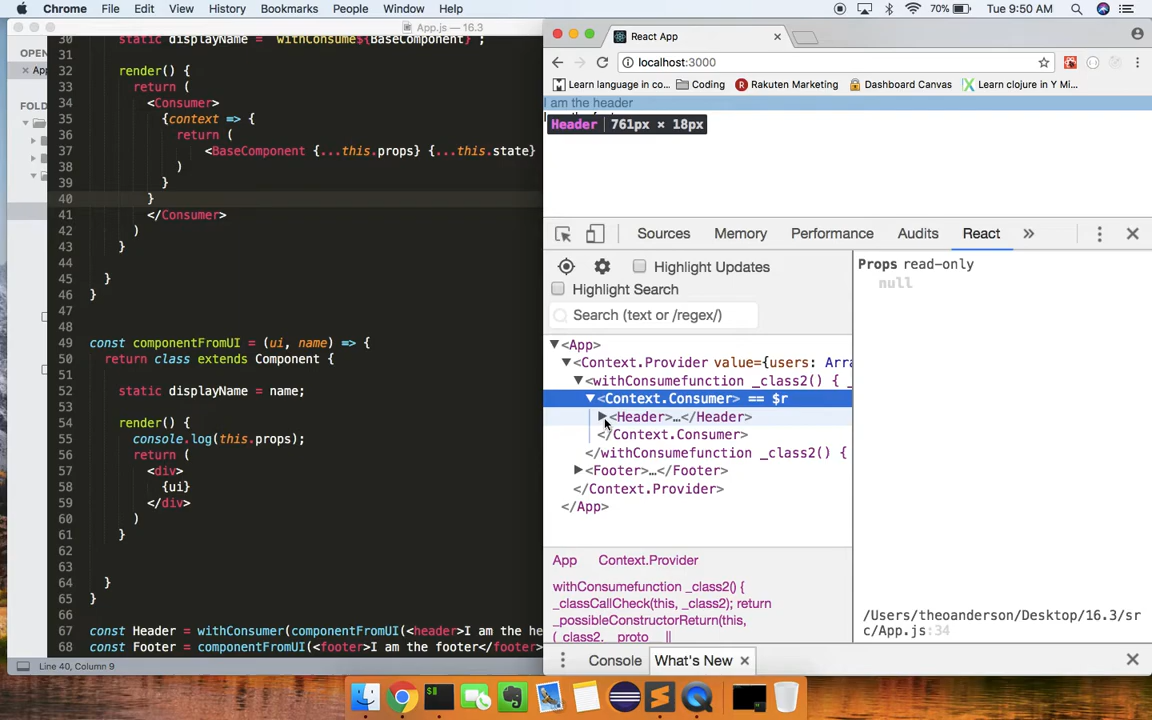 Chrome File Edit View History Bookmarks People Window Help 70% Tue 9:50 AM
App.js — 16.3
OPEN
App
FOLD
30 static displayName = `withConsume${BaseComponent}`;
31
32 render() {
33 return (
34 <Consumer>
35 {context => {
36 return (
37 <BaseComponent {...this.props} {...this.state}
38 )
39 }
40 }
41 </Consumer>
42 )
43 }
44
45 }
46 }
47
48
49 const componentFromUI = (ui, name) => {
50 return class extends Component {
51
52 static displayName = name;
53
54 render() {
55 console.log(this.props);
56 return (
57 <div>
58 {ui}
59 </div>
60 )
61 }
62
63
64 }
65 }
66
67 const Header = withConsumer(componentFromUI(<header>I am the he
68 const Footer = componentFromUI(<footer>I am the footer</footer>
Line 40, Column 9
React App
localhost:3000
Learn language in co... Coding Rakuten Marketing Dashboard Canvas Learn clojure in Y Mi...
I am the header
Header 761px × 18px
Sources Memory Performance Audits React »
Highlight Updates
Highlight Search
Search (text or /regex/)
<App>
<Context.Provider value={users: Arra
<withConsumefunction _class2() { _
<Context.Consumer> == $r
<Header>…</Header>
</Context.Consumer>
</withConsumefunction _class2() {
<Footer>…</Footer>
</Context.Provider>
</App>
App Context.Provider
withConsumefunction _class2() {
_classCallCheck(this, _class2); return
_possibleConstructorReturn(this,
(_class2.__proto__ ||
Props read-only
null
/Users/theoanderson/Desktop/16.3/sr
c/App.js:34
Console What's New